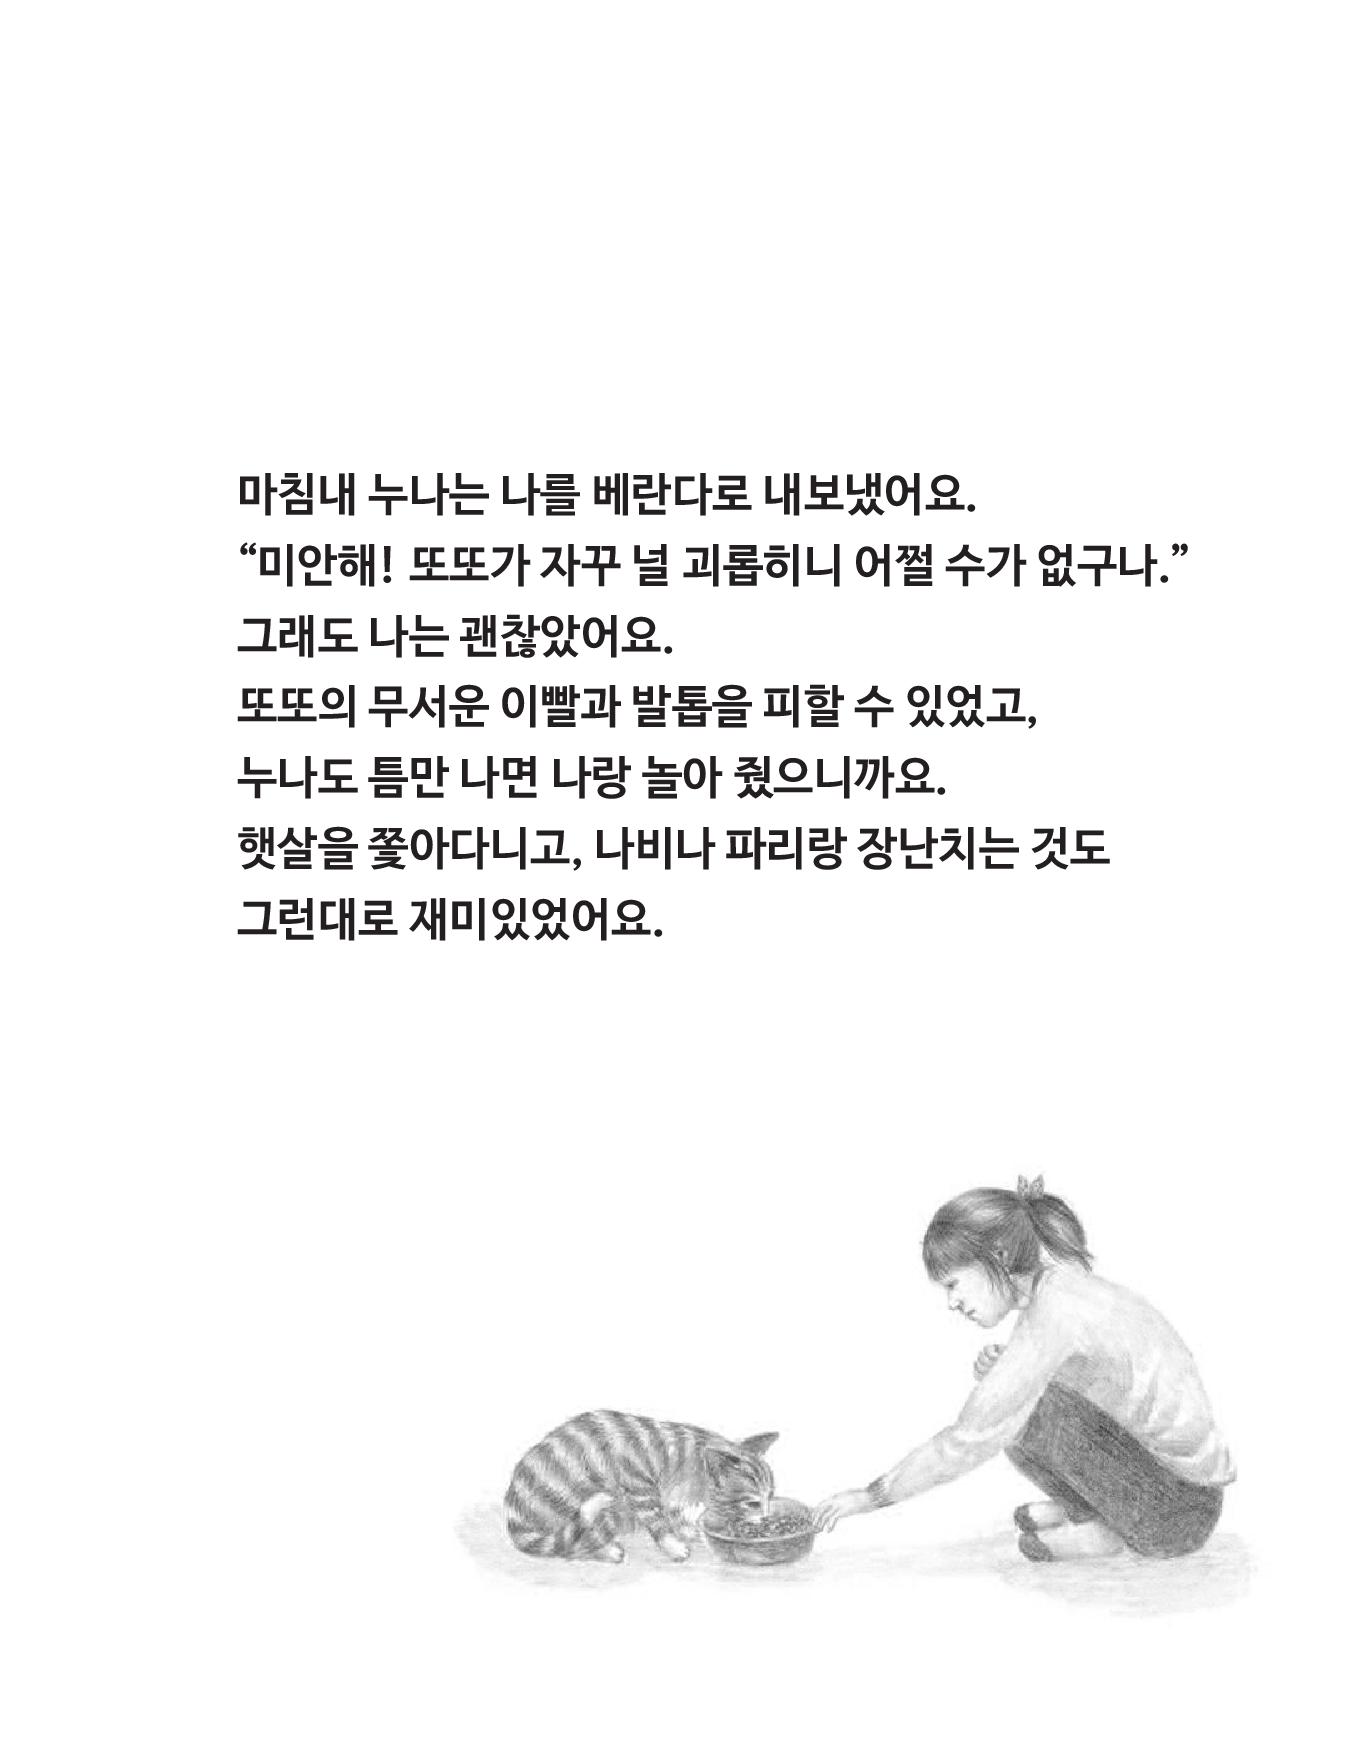 마침내 누나는 나를 베란다로 내보냈어요.
“미안해! 또또가 자꾸 널 괴롭히니 어쩔 수가 없구나.”
그래도 나는 괜찮았어요.
또또의 무서운 이빨과 발톱을 피할 수 있었고,
누나도 틈만 나면 나랑 놀아 줬으니까요.
햇살을 쫓아다니고, 나비나 파리랑 장난치는 것도
그런대로 재미있었어요.